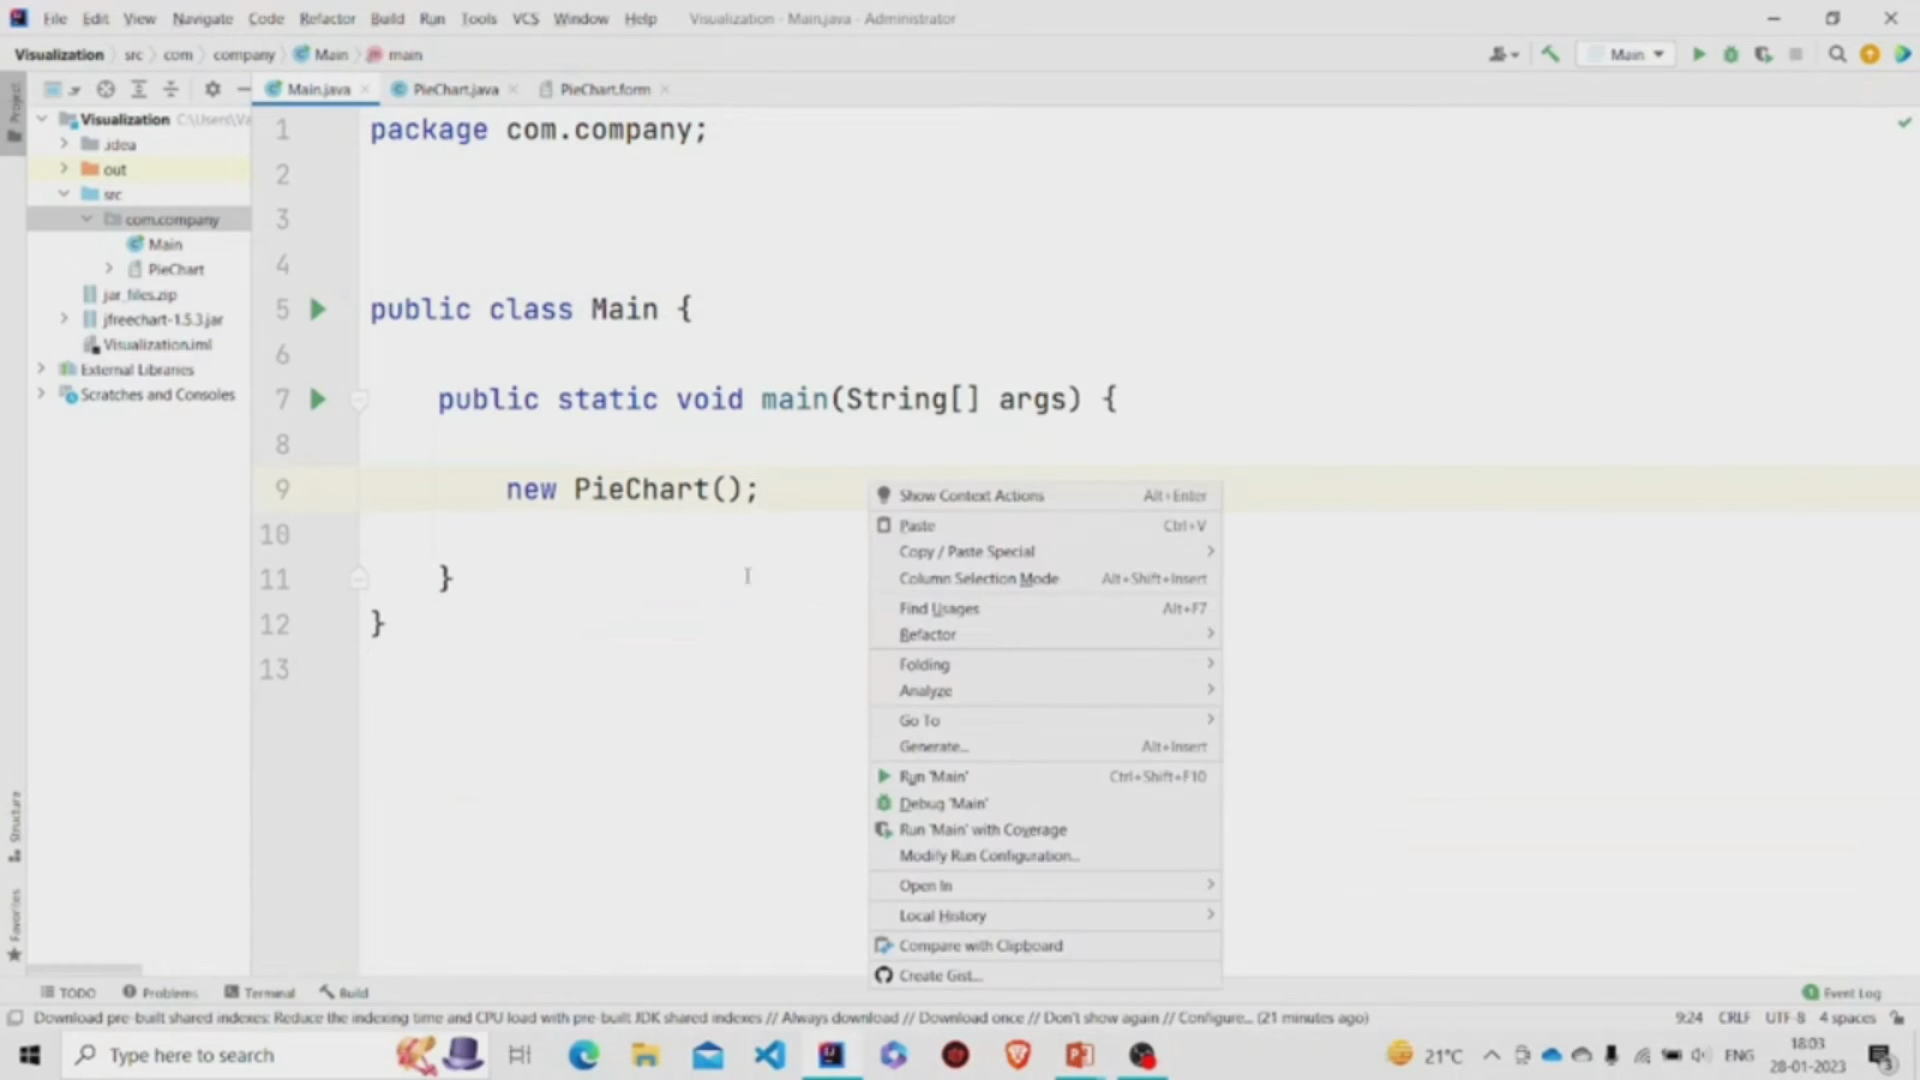 File Edit View Navigate Code Refactor Build Run Tools VCS Window Help Visualization - Main.java - Administrator
Visualization src com company Main main
Main
Project
Main.java PieChart.java PieChart.form
Visualization C:\Users\Va
.idea
out
src
com.company
Main
PieChart
jar_files.zip
jfreechart-1.5.3.jar
Visualization.iml
External Libraries
Scratches and Consoles
Structure
Favorites
1 package com.company;
2
3
4
5 public class Main {
6
7 public static void main(String[] args) {
8
9 new PieChart();
10
11 }
12 }
13
Show Context Actions Alt+Enter
Paste Ctrl+V
Copy / Paste Special
Column Selection Mode Alt+Shift+Insert
Find Usages Alt+F7
Refactor
Folding
Analyze
Go To
Generate... Alt+Insert
Run 'Main' Ctrl+Shift+F10
Debug 'Main'
Run 'Main' with Coverage
Modify Run Configuration...
Open In
Local History
Compare with Clipboard
Create Gist...
TODO Problems Terminal Build Event Log
Download pre-built shared indexes: Reduce the indexing time and CPU load with pre-built JDK shared indexes // Always download // Download once // Don't show again // Configure... (21 minutes ago) 9:24 CRLF UTF-8 4 spaces
Type here to search 21°C ENG 18:03
28-01-2023 3